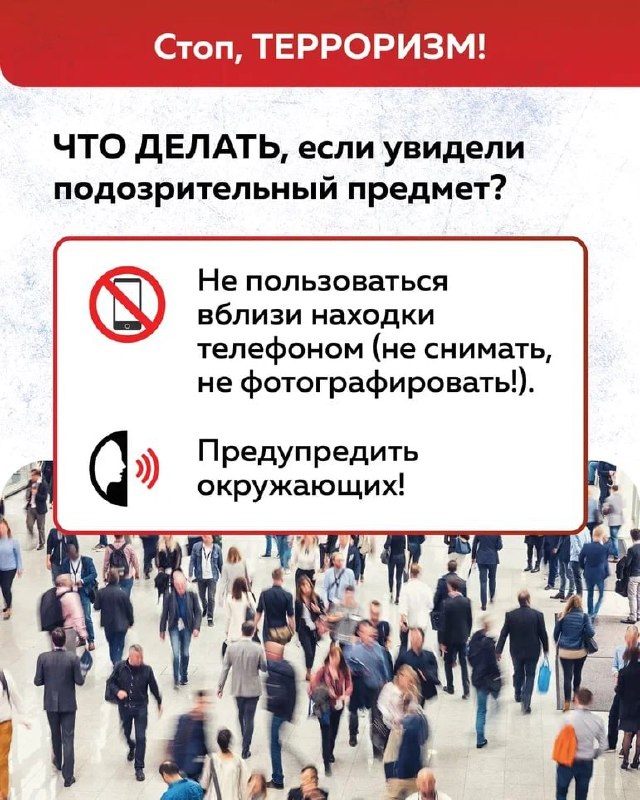 Стоп, ТЕРРОРИЗМ!
ЧТО ДЕЛАТЬ, если увидели
подозрительный предмет?
Не пользоваться
вблизи находки
телефоном (не снимать,
не фотографировать!).
Предупредить
окружающих!